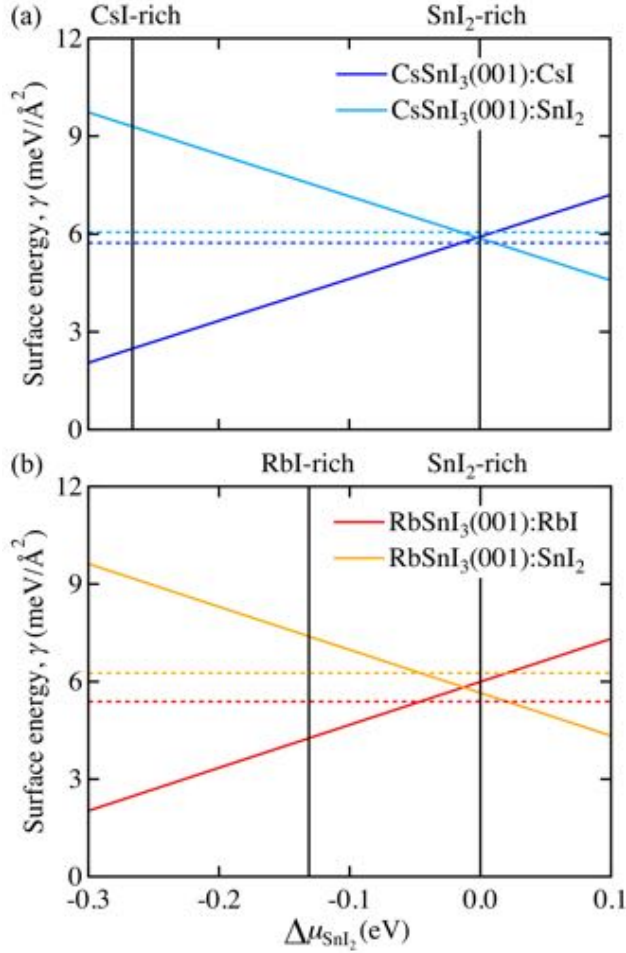 (a)
CsI-rich
SnI₂-rich
12
9
6
3
0
Surface energy, γ (meV/Å²)
CsSnI₃(001):CsI
CsSnI₃(001):SnI₂
(b)
RbI-rich
SnI₂-rich
12
9
6
3
0
Surface energy, γ (meV/Å²)
RbSnI₃(001):RbI
RbSnI₃(001):SnI₂
-0.3 -0.2 -0.1 0.0 0.1
Δμ_SnI₂ (eV)